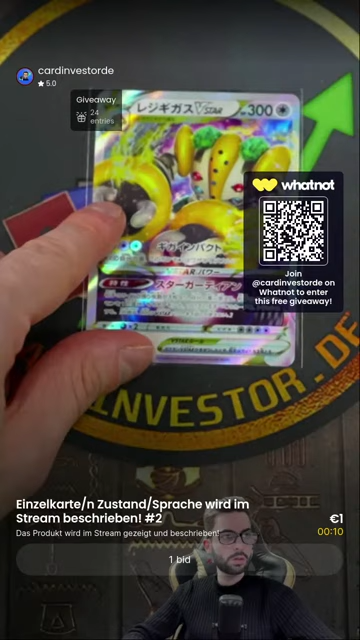 cardinvestorde
★ 5.0
Giveaway
24
entries
レジギガス VSTAR 300
whatnot
Join
@cardinvestorde on
Whatnot to enter
this free giveaway!
ギガインパクト
VSTARパワー
特性 スターガーディアン
INVESTOR.DE
Einzelkarte/n Zustand/Sprache wird im
Stream beschrieben! #2
€1
Das Produkt wird im Stream gezeigt und beschrieben!
00:10
1 bid